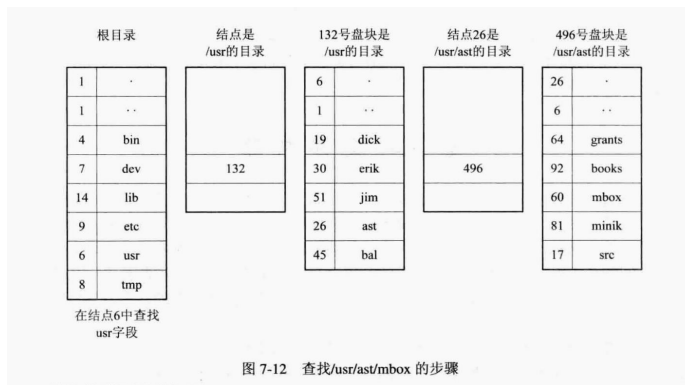 根目录
结点是
/usr的目录
132号盘块是
/usr的目录
结点26是
/usr/ast的目录
496号盘块是
/usr/ast的目录
1 ·
1 · ·
4 bin
7 dev
14 lib
9 etc
6 usr
8 tmp
132
6 ·
1 · ·
19 dick
30 erik
51 jim
26 ast
45 bal
496
26 ·
6 · ·
64 grants
92 books
60 mbox
81 minik
17 src
在结点6中查找
usr字段
图 7-12 查找/usr/ast/mbox 的步骤